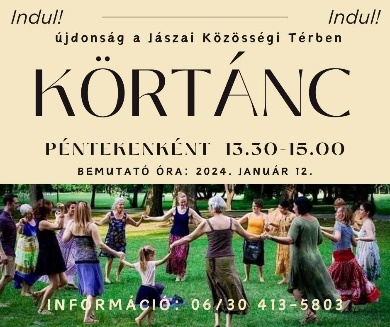 Indul! Indul!
újdonság a Jászai Közösségi Térben
KÖRTÁNC
PÉNTEKENKÉNT 13.30-15.00
BEMUTATÓ ÓRA: 2024. JANUÁR 12.
INFORMÁCIÓ: 06/30 413-5803